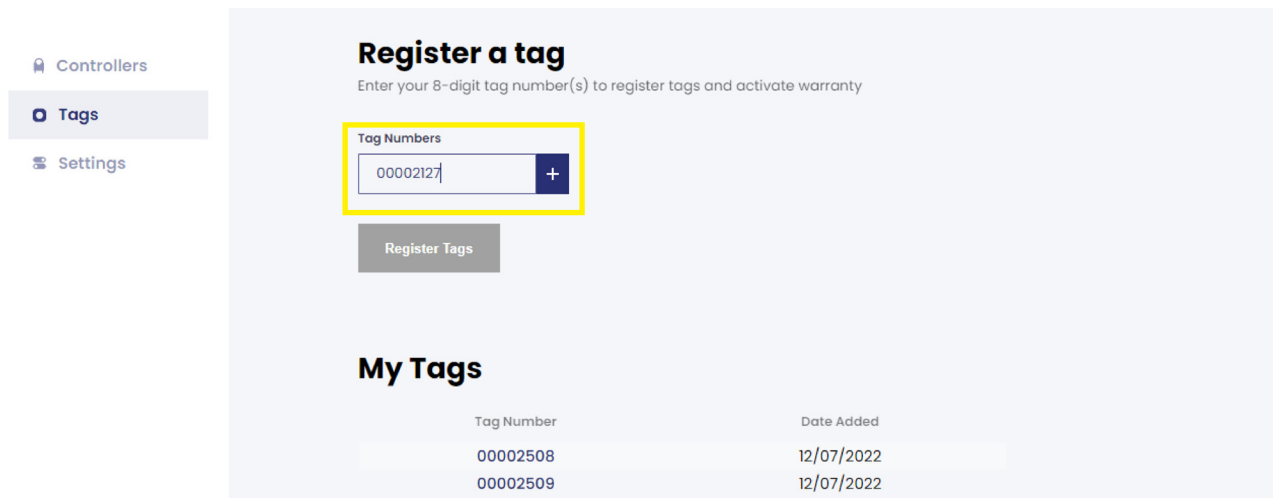 Controllers
Tags
Settings
Register a tag
Enter your 8-digit tag number(s) to register tags and activate warranty
Tag Numbers
00002127
+
Register Tags
My Tags
Tag Number Date Added
00002508 12/07/2022
00002509 12/07/2022